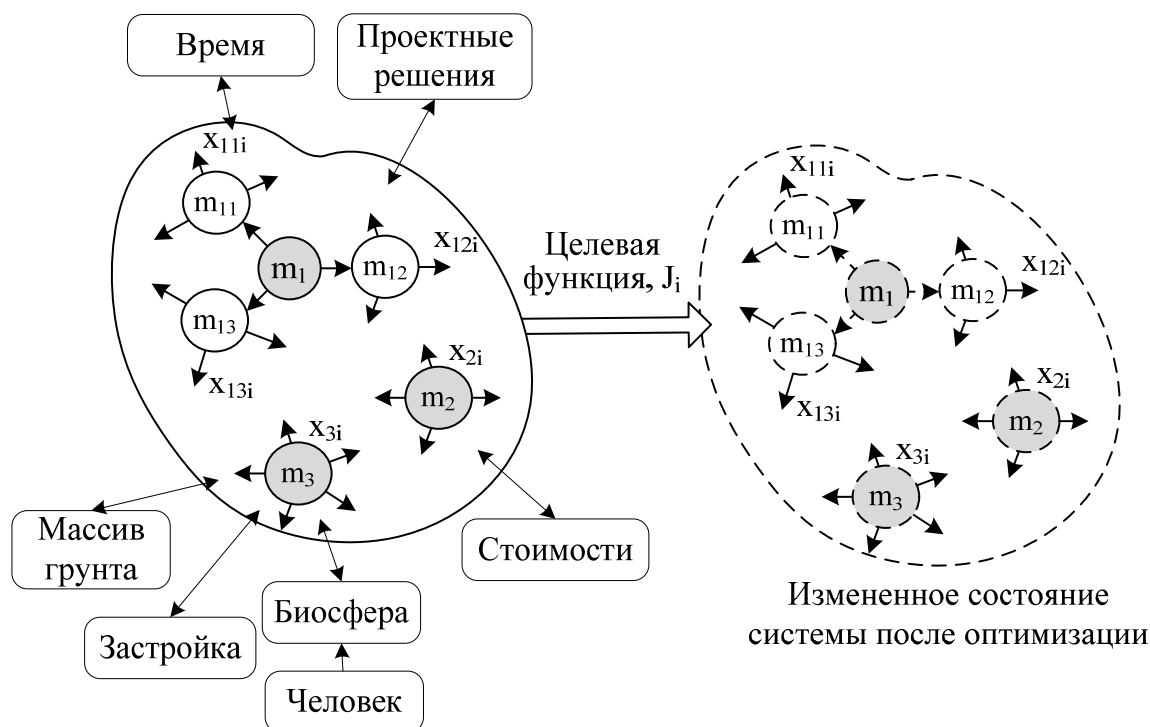 Время
Проектные
решения
x11i
m11
m1
m12
x12i
m13
x13i
x2i
m2
x3i
m3
Массив
грунта
Застройка
Биосфера
Человек
Стоимости
Целевая
функция, Ji
x11i
m11
m1
m12
x12i
m13
x13i
x2i
m2
x3i
m3
Измененное состояние
системы после оптимизации